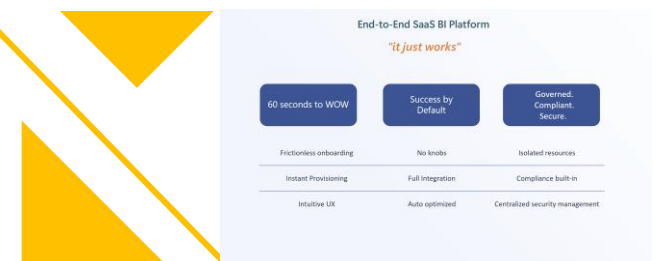 End-to-End SaaS BI Platform
"it just works"
60 seconds to WOW
Success by
Default
Governed.
Compliant.
Secure.
Frictionless onboarding
No knobs
Isolated resources
Instant Provisioning
Full Integration
Compliance built-in
Intuitive UX
Auto optimized
Centralized security management